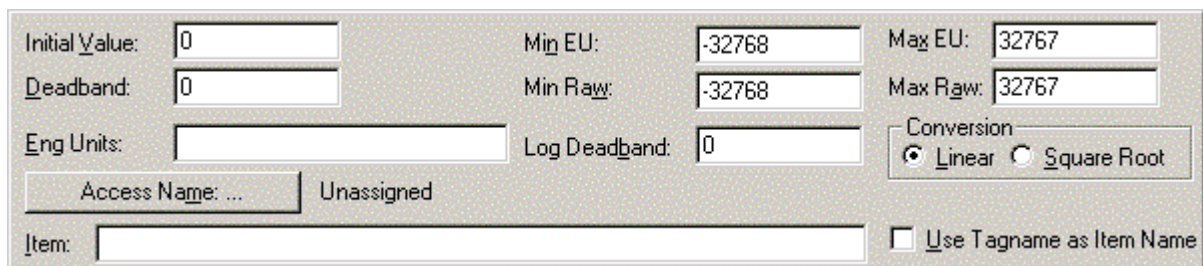 Initial Value: 0 Min EU: -32768 Max EU: 32767
Deadband: 0 Min Raw: -32768 Max Raw: 32767
Eng Units: Log Deadband: 0 Conversion
Linear Square Root
Access Name: ... Unassigned
Item: Use Tagname as Item Name